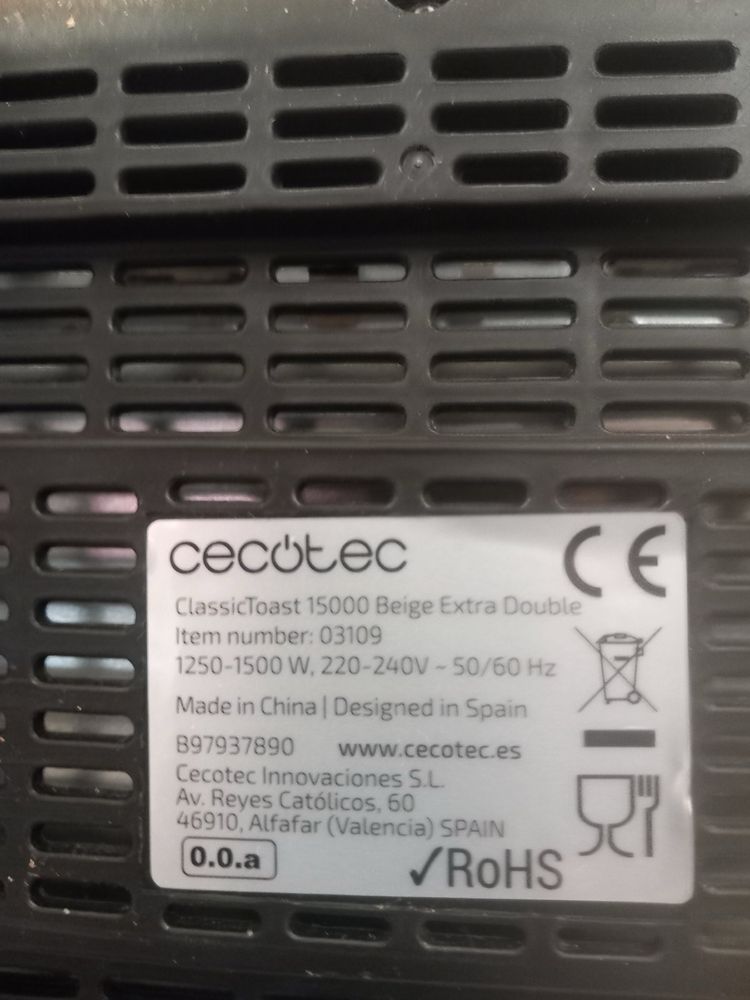 cecotec
CE
ClassicToast 15000 Beige Extra Double
Item number: 03109
1250-1500 W, 220-240V ~ 50/60 Hz
Made in China | Designed in Spain
B97937890 www.cecotec.es
Cecotec Innovaciones S.L.
Av. Reyes Católicos, 60
46910, Alfafar (Valencia) SPAIN
0.0.a
✓RoHS